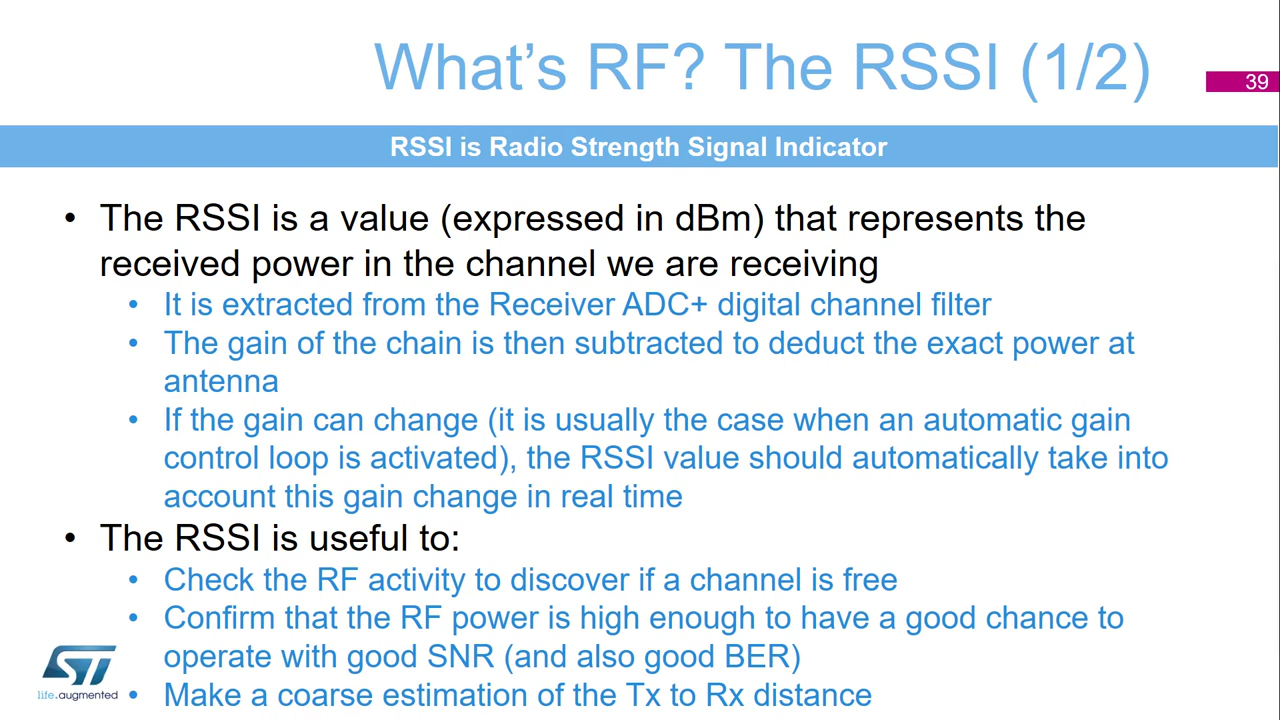 What's RF? The RSSI (1/2)
39
RSSI is Radio Strength Signal Indicator
• The RSSI is a value (expressed in dBm) that represents the
received power in the channel we are receiving
• It is extracted from the Receiver ADC+ digital channel filter
• The gain of the chain is then subtracted to deduct the exact power at
antenna
• If the gain can change (it is usually the case when an automatic gain
control loop is activated), the RSSI value should automatically take into
account this gain change in real time
• The RSSI is useful to:
• Check the RF activity to discover if a channel is free
• Confirm that the RF power is high enough to have a good chance to
operate with good SNR (and also good BER)
• Make a coarse estimation of the Tx to Rx distance
ST
life.augmented